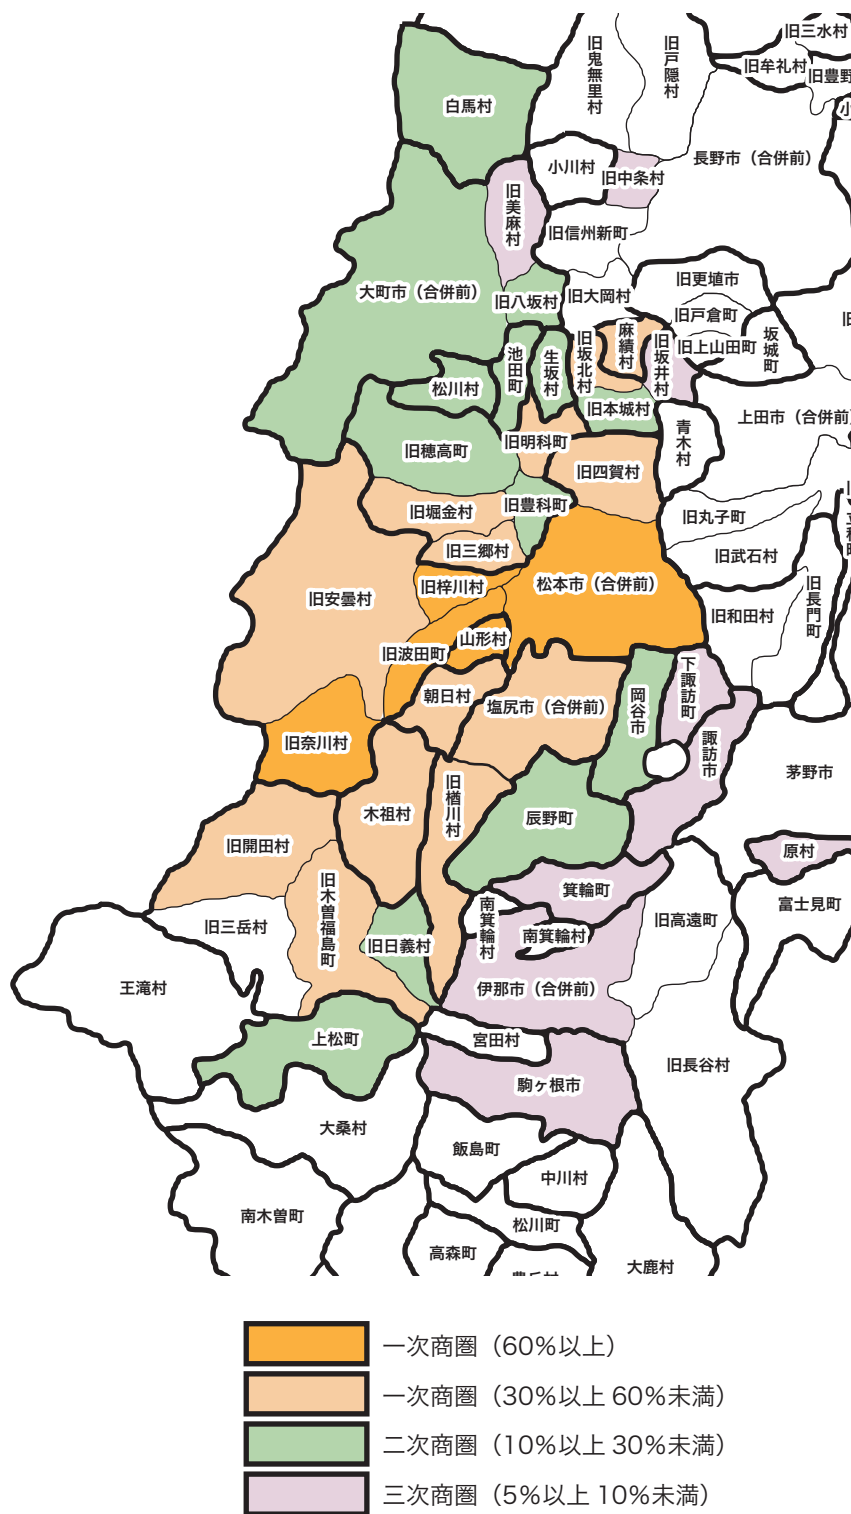 旧三水村
旧鬼無里村
旧戸隠村
旧牟礼村
旧豊野
白馬村
小
小川村
旧中条村
長野市（合併前）
旧美麻村
旧信州新町
大町市（合併前）
旧八坂村
旧大岡村
旧更埴市
旧戸倉町
旧
池田町
生坂村
旧坂北村
麻績村
旧坂井村
旧上山田町
坂城町
松川村
旧本城村
青木村
上田市（合併前）
旧穂高町
旧明科町
旧四賀村
旧堀金村
旧豊科町
旧丸子町
旧三郷村
旧武石村
旧安曇村
旧梓川村
松本市（合併前）
旧長門町
旧和田村
旧波田町
山形村
朝日村
塩尻市（合併前）
岡谷市
下諏訪町
諏訪市
旧奈川村
茅野市
木祖村
旧楢川村
辰野町
旧開田村
原村
旧木曽福島町
箕輪町
富士見町
旧三岳村
旧日義村
南箕輪村
南箕輪村
旧高遠町
王滝村
伊那市（合併前）
上松町
宮田村
旧長谷村
駒ヶ根市
大桑村
飯島町
中川村
南木曽町
松川町
高森町
大鹿村
一次商圏（60％以上）
一次商圏（30％以上 60％未満）
二次商圏（10％以上 30％未満）
三次商圏（5％以上 10％未満）